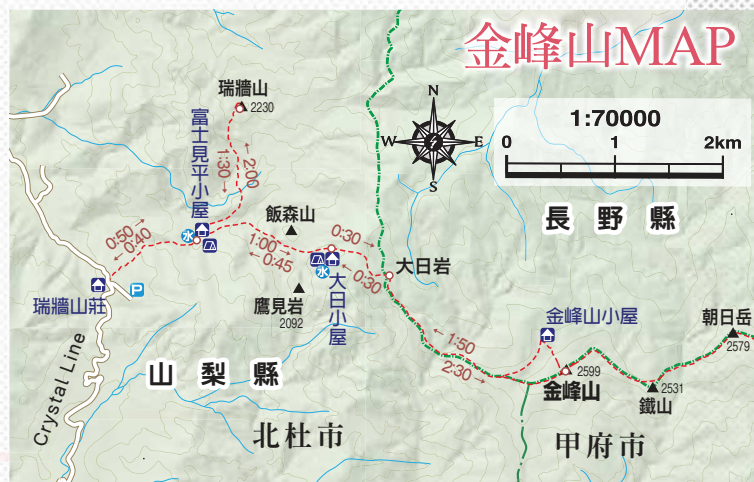 金峰山MAP
瑞牆山
2230
富士見平小屋
← 2:00
1:30 →
N
W
E
S
1:70000
0
1
2km
長野縣
飯森山
水
0:50 →
← 0:40
1:00 →
← 0:45
0:30 →
← 0:30
大日岩
水
大日小屋
瑞牆山莊
P
鷹見岩
2092
← 1:50
2:30 →
金峰山小屋
朝日岳
2579
2599
金峰山
2531
鐵山
山梨縣
Crystal Line
北杜市
甲府市